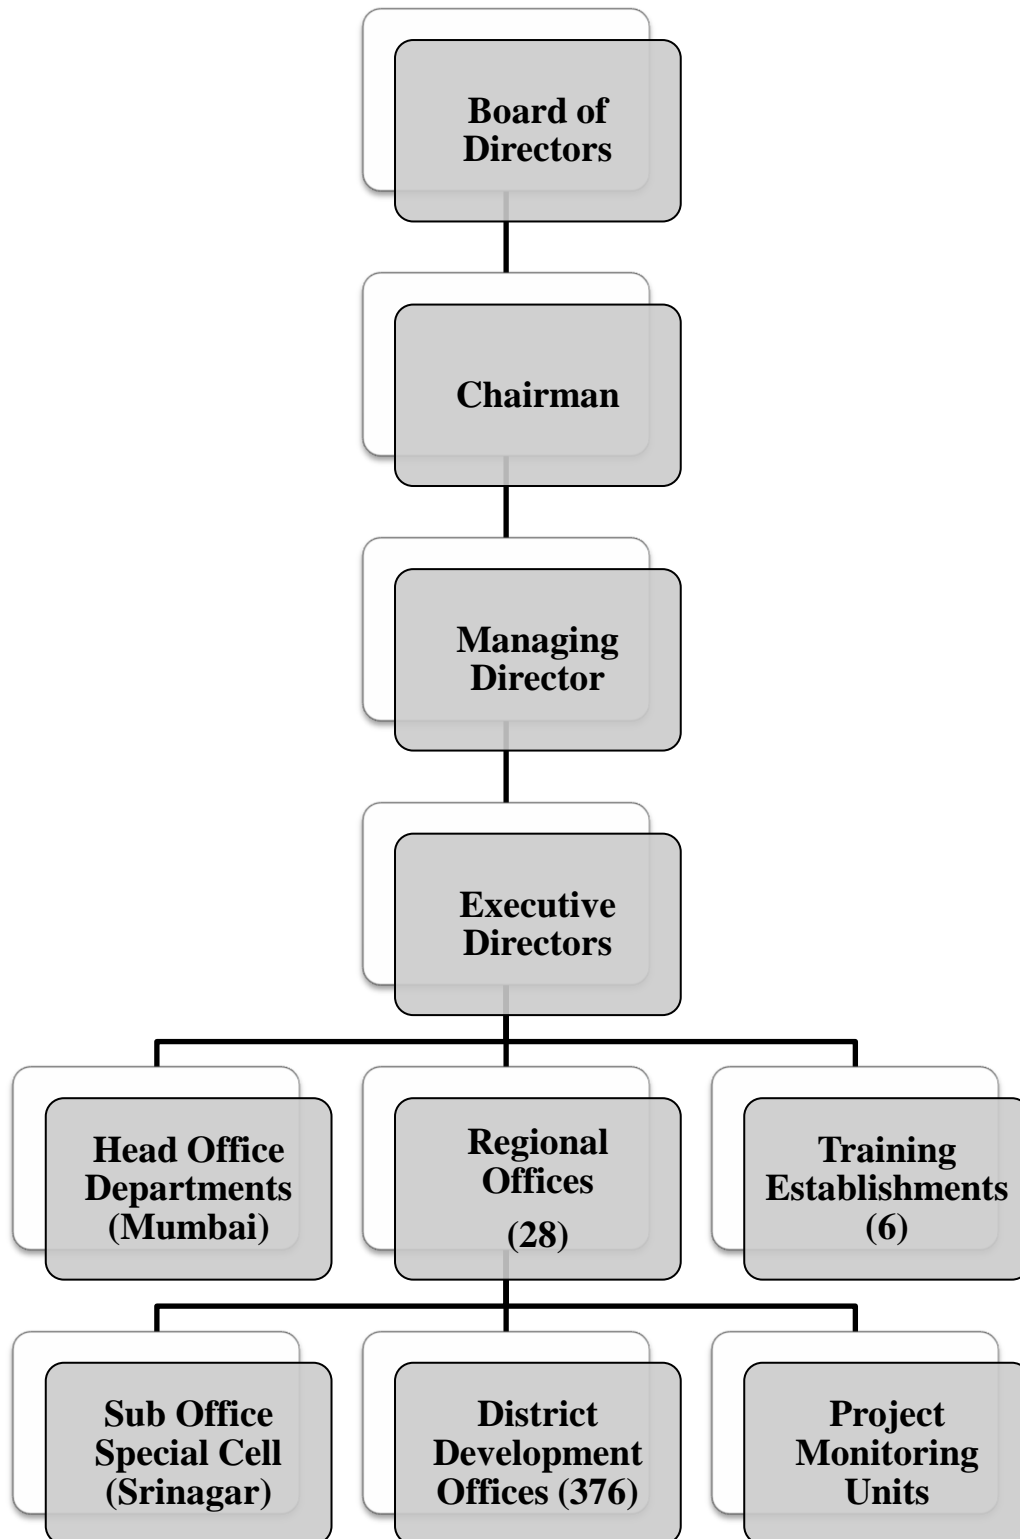 Board of
Directors
Chairman
Managing
Director
Executive
Directors
Head Office
Departments
(Mumbai)
Regional
Offices
(28)
Training
Establishments
(6)
Sub Office
Special Cell
(Srinagar)
District
Development
Offices (376)
Project
Monitoring
Units